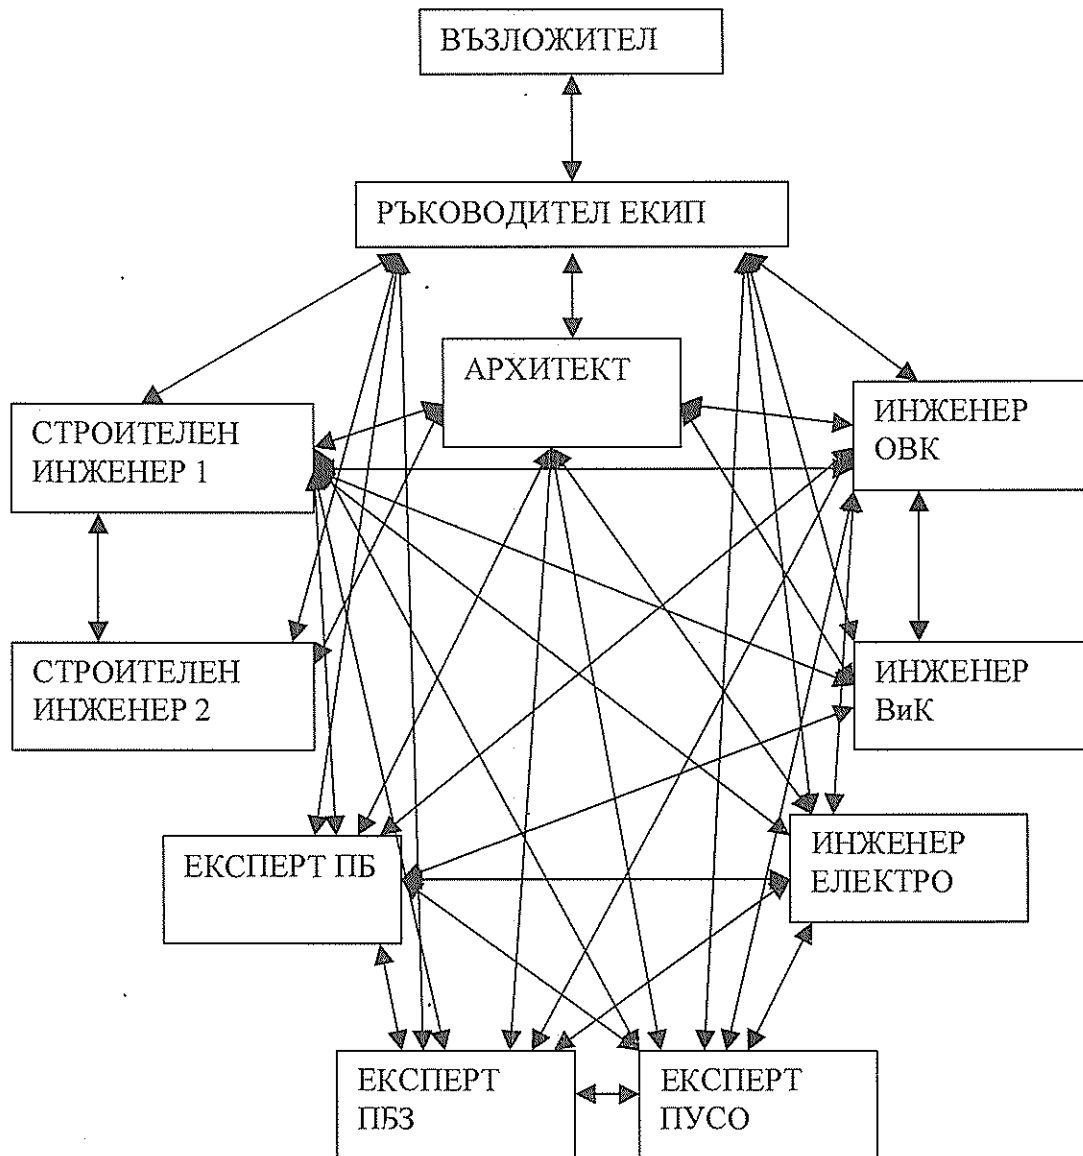 ВЪЗЛОЖИТЕЛ
РЪКОВОДИТЕЛ ЕКИП
АРХИТЕКТ
СТРОИТЕЛЕН
ИНЖЕНЕР 1
ИНЖЕНЕР
ОВК
СТРОИТЕЛЕН
ИНЖЕНЕР 2
ИНЖЕНЕР
ВиК
ЕКСПЕРТ ПБ
ИНЖЕНЕР
ЕЛЕКТРО
ЕКСПЕРТ
ПБЗ
ЕКСПЕРТ
ПУСО